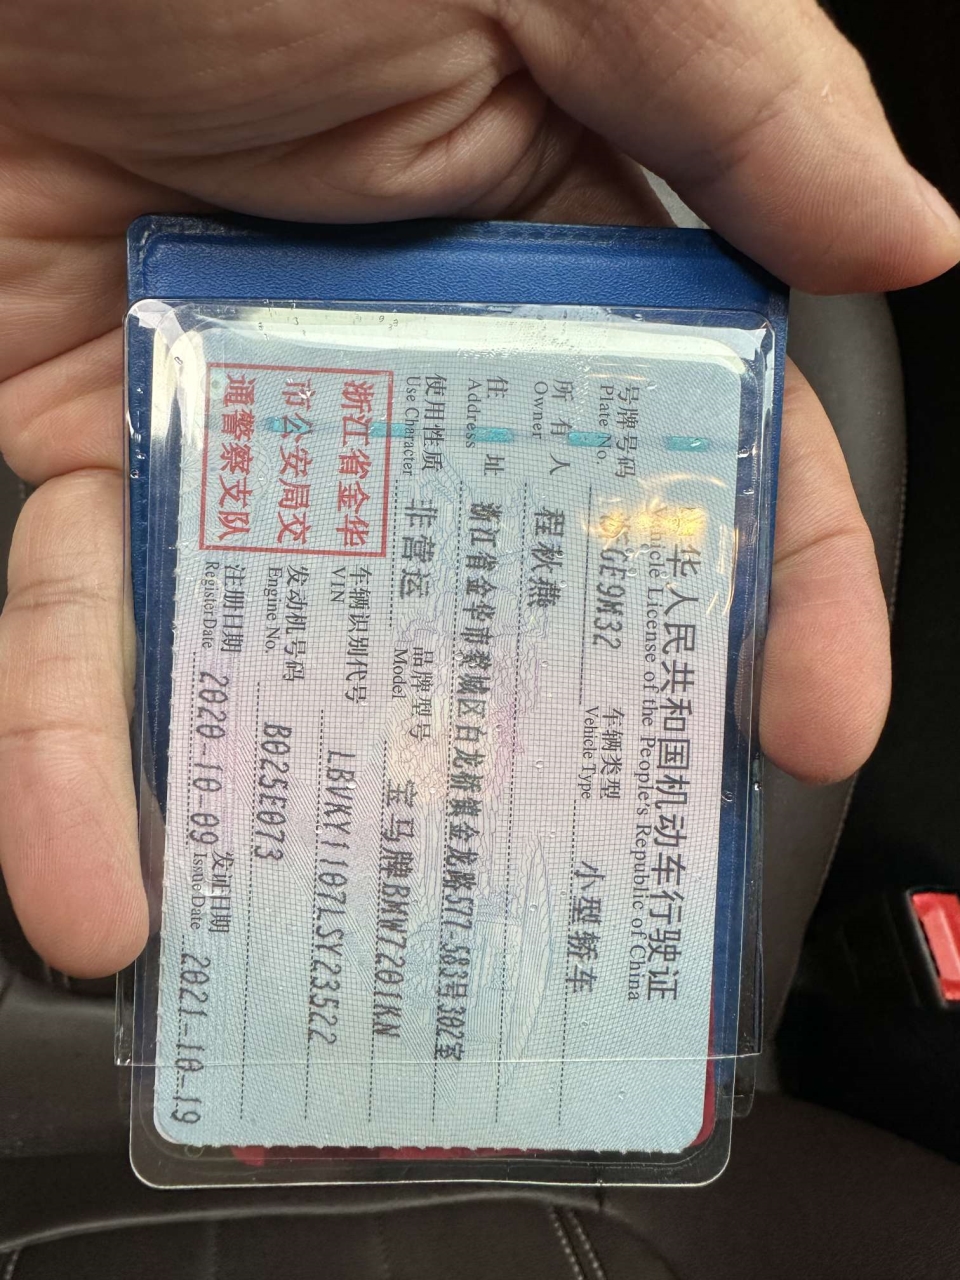 华人民共和国机动车行驶证
Vehicle License of the People's Republic of China
号牌号码 GE9M32 车辆类型 小型轿车
Plate No. Vehicle Type
所有人 程秋燕
Owner
住址 浙江省金华市婺城区白龙桥镇金龙路577.583号302室
Address
使用性质 非营运 品牌型号 宝马牌BMW7201KN
Use Character Model
浙江省金华
市公安局交
通警察支队
车辆识别代号 LBVKY1107LSY23522
VIN
发动机号码 B025E073
Engine No.
注册日期 2020-10-09 发证日期 2021-10-19
Register Date Issue Date